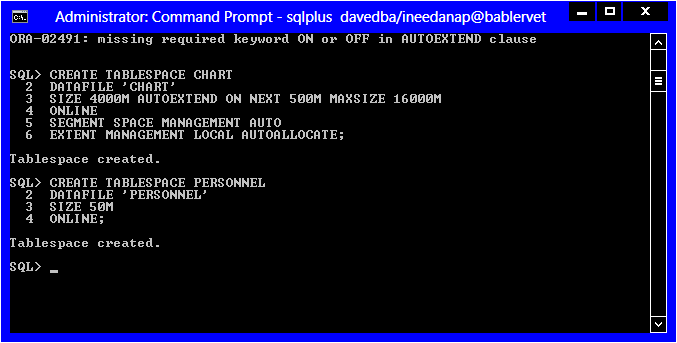 Administrator: Command Prompt - sqlplus  davedba/ineedanap@bablervet
ORA-02491: missing required keyword ON or OFF in AUTOEXTEND clause
SQL> CREATE TABLESPACE CHART
  2  DATAFILE 'CHART'
  3  SIZE 4000M AUTOEXTEND ON NEXT 500M MAXSIZE 16000M
  4  ONLINE
  5  SEGMENT SPACE MANAGEMENT AUTO
  6  EXTENT MANAGEMENT LOCAL AUTOALLOCATE;
Tablespace created.
SQL> CREATE TABLESPACE PERSONNEL
  2  DATAFILE 'PERSONNEL'
  3  SIZE 50M
  4  ONLINE;
Tablespace created.
SQL> _